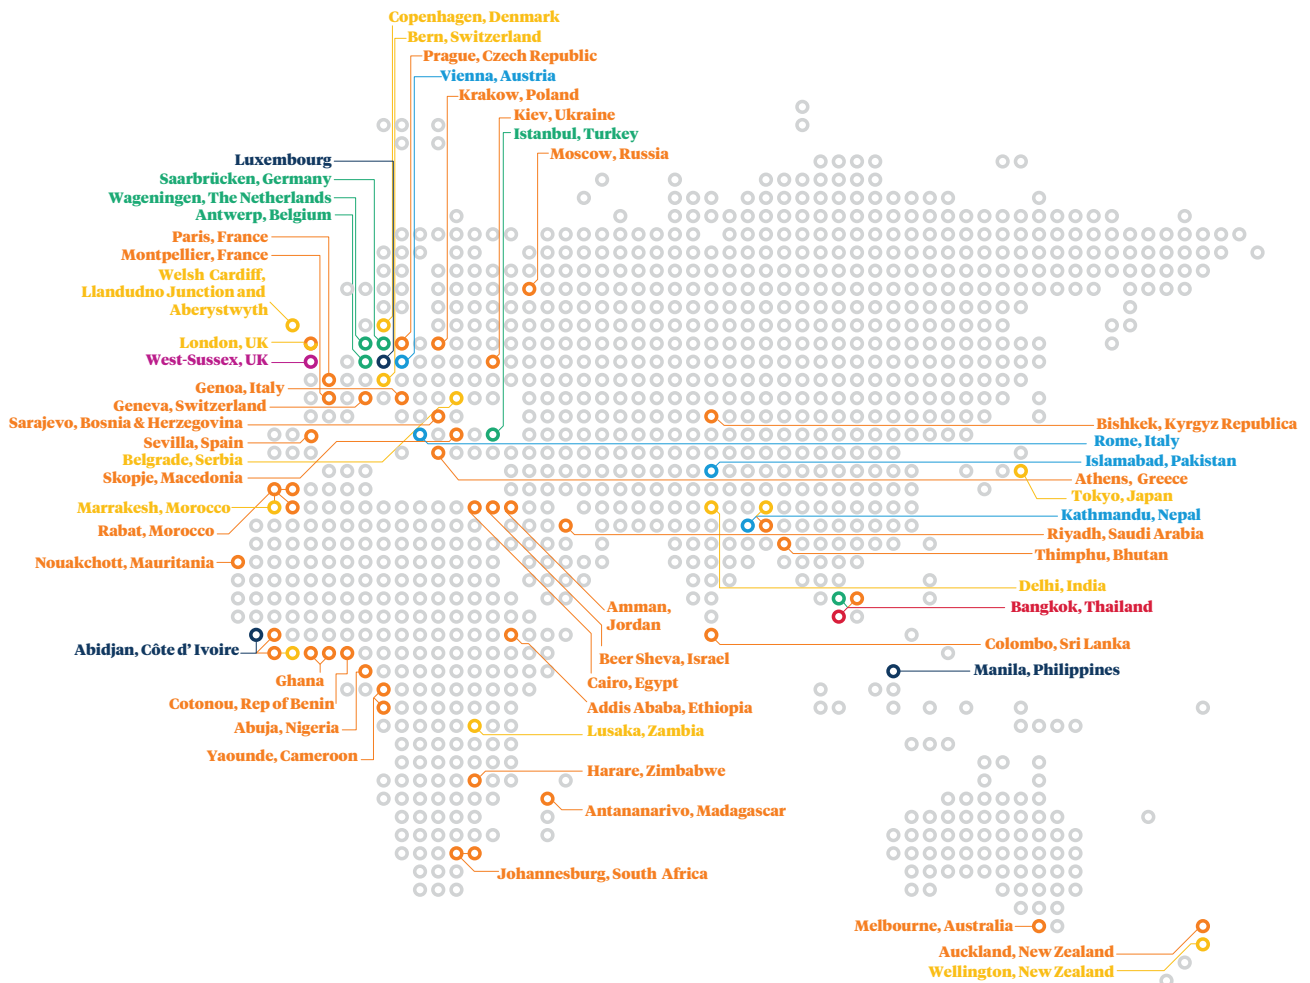 Copenhagen, Denmark
Bern, Switzerland
Prague, Czech Republic
Vienna, Austria
Krakow, Poland
Kiev, Ukraine
Istanbul, Turkey
Moscow, Russia
Luxembourg
Saarbrücken, Germany
Wageningen, The Netherlands
Antwerp, Belgium
Paris, France
Montpellier, France
Welsh Cardiff,
Llandudno Junction and
Aberystwyth
London, UK
West-Sussex, UK
Genoa, Italy
Geneva, Switzerland
Sarajevo, Bosnia & Herzegovina
Sevilla, Spain
Belgrade, Serbia
Skopje, Macedonia
Marrakesh, Morocco
Rabat, Morocco
Nouakchott, Mauritania
Abidjan, Côte d' Ivoire
Ghana
Cotonou, Rep of Benin
Abuja, Nigeria
Yaounde, Cameroon
Amman,
Jordan
Beer Sheva, Israel
Cairo, Egypt
Addis Ababa, Ethiopia
Lusaka, Zambia
Harare, Zimbabwe
Antananarivo, Madagascar
Johannesburg, South Africa
Bishkek, Kyrgyz Republica
Rome, Italy
Islamabad, Pakistan
Athens, Greece
Tokyo, Japan
Kathmandu, Nepal
Riyadh, Saudi Arabia
Thimphu, Bhutan
Delhi, India
Bangkok, Thailand
Colombo, Sri Lanka
Manila, Philippines
Melbourne, Australia
Auckland, New Zealand
Wellington, New Zealand